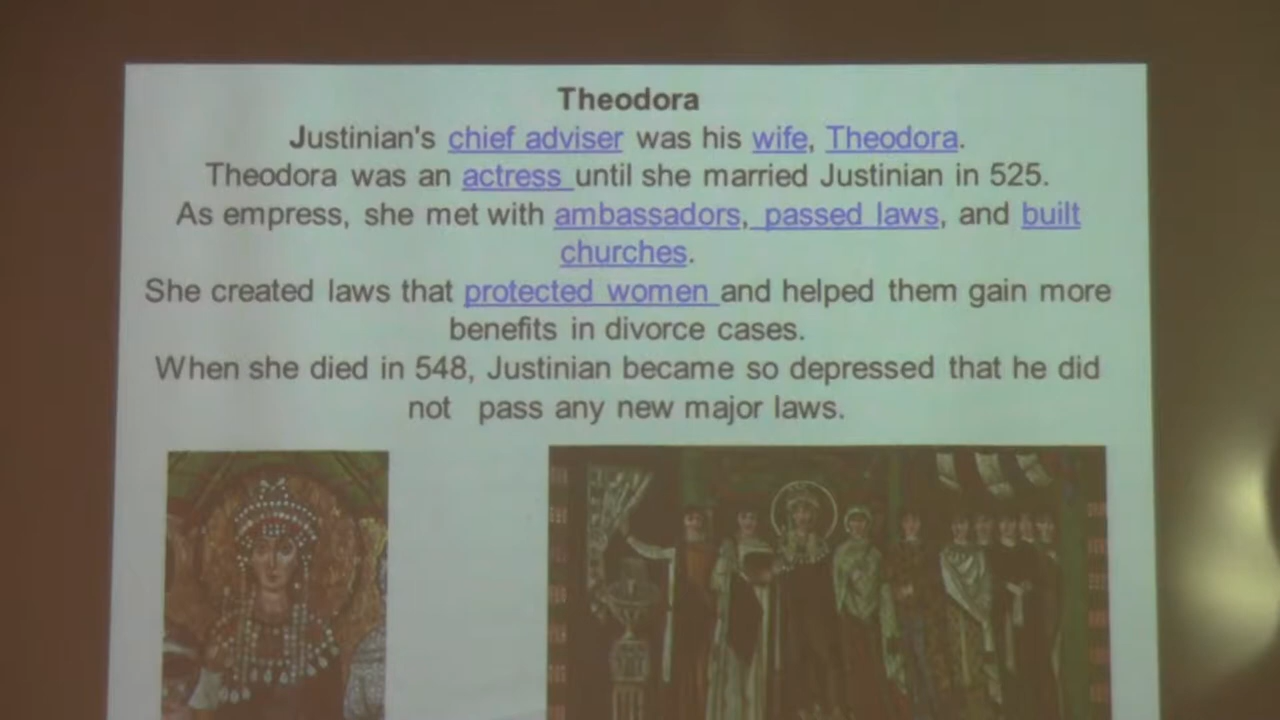 Theodora
Justinian's chief adviser was his wife, Theodora.
Theodora was an actress until she married Justinian in 525.
As empress, she met with ambassadors, passed laws, and built
churches.
She created laws that protected women and helped them gain more
benefits in divorce cases.
When she died in 548, Justinian became so depressed that he did
not pass any new major laws.